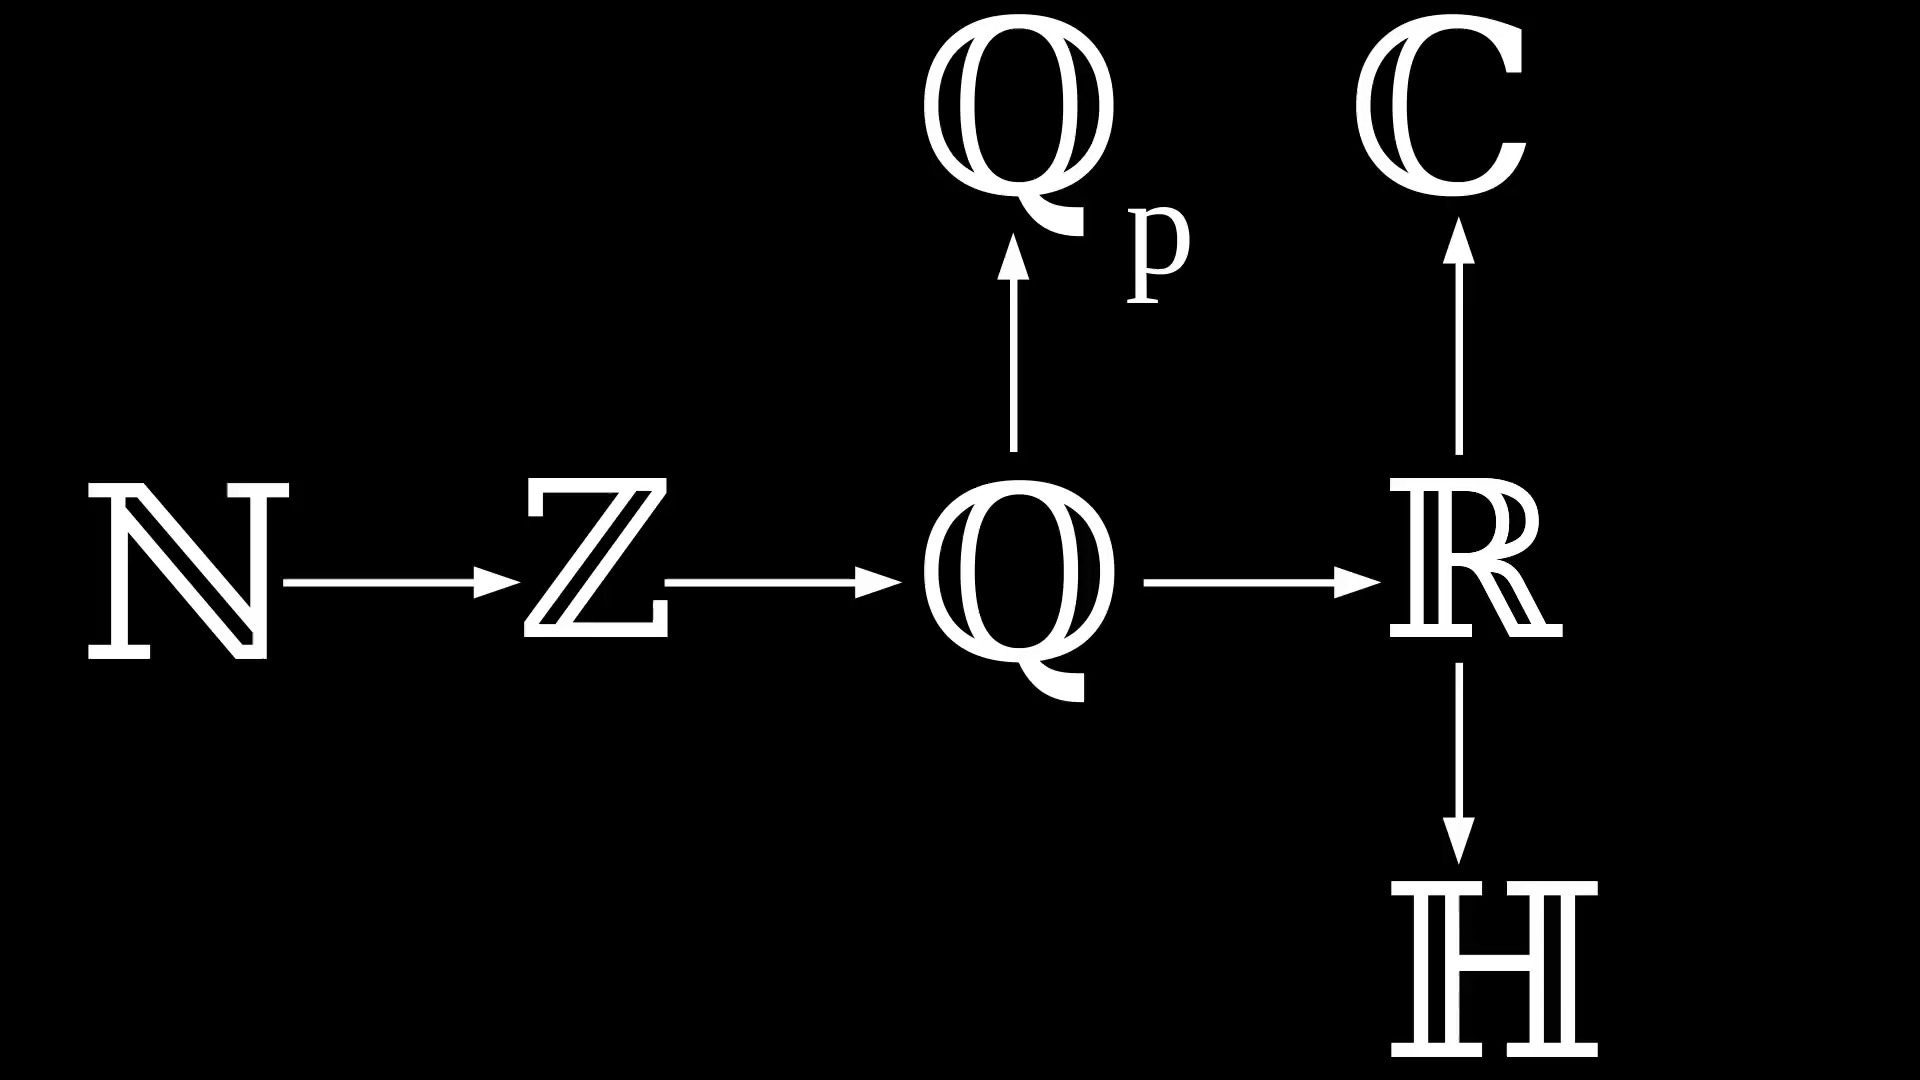 ℚp ℂ
ℕ ℤ ℚ ℝ
ℍ